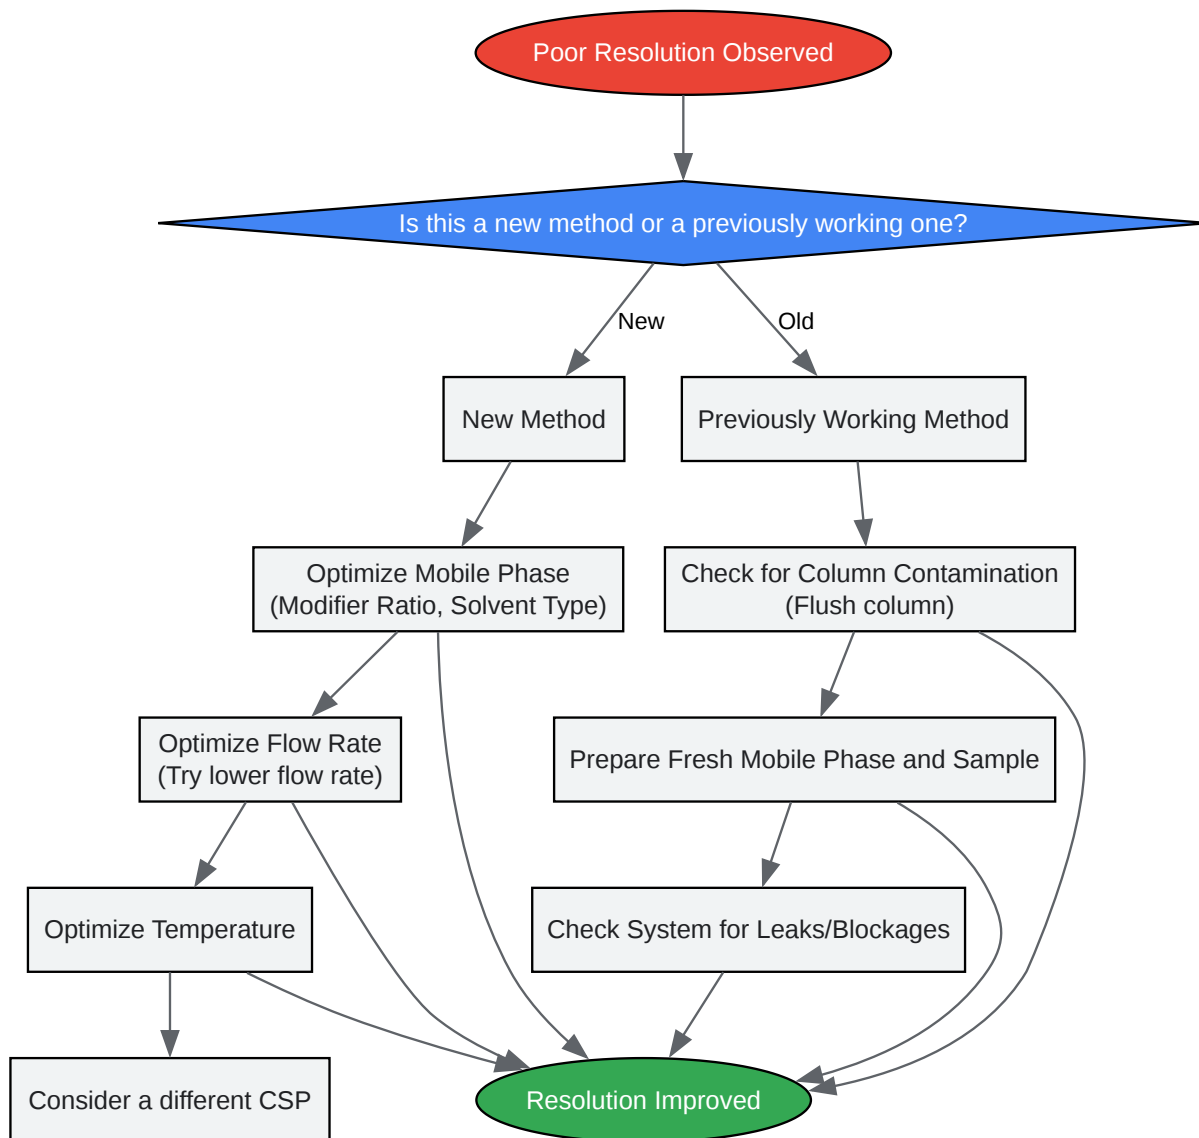 Poor Resolution Observed
Is this a new method or a previously working one?
New
Old
New Method
Previously Working Method
Optimize Mobile Phase
(Modifier Ratio, Solvent Type)
Check for Column Contamination
(Flush column)
Optimize Flow Rate
(Try lower flow rate)
Prepare Fresh Mobile Phase and Sample
Optimize Temperature
Check System for Leaks/Blockages
Consider a different CSP
Resolution Improved